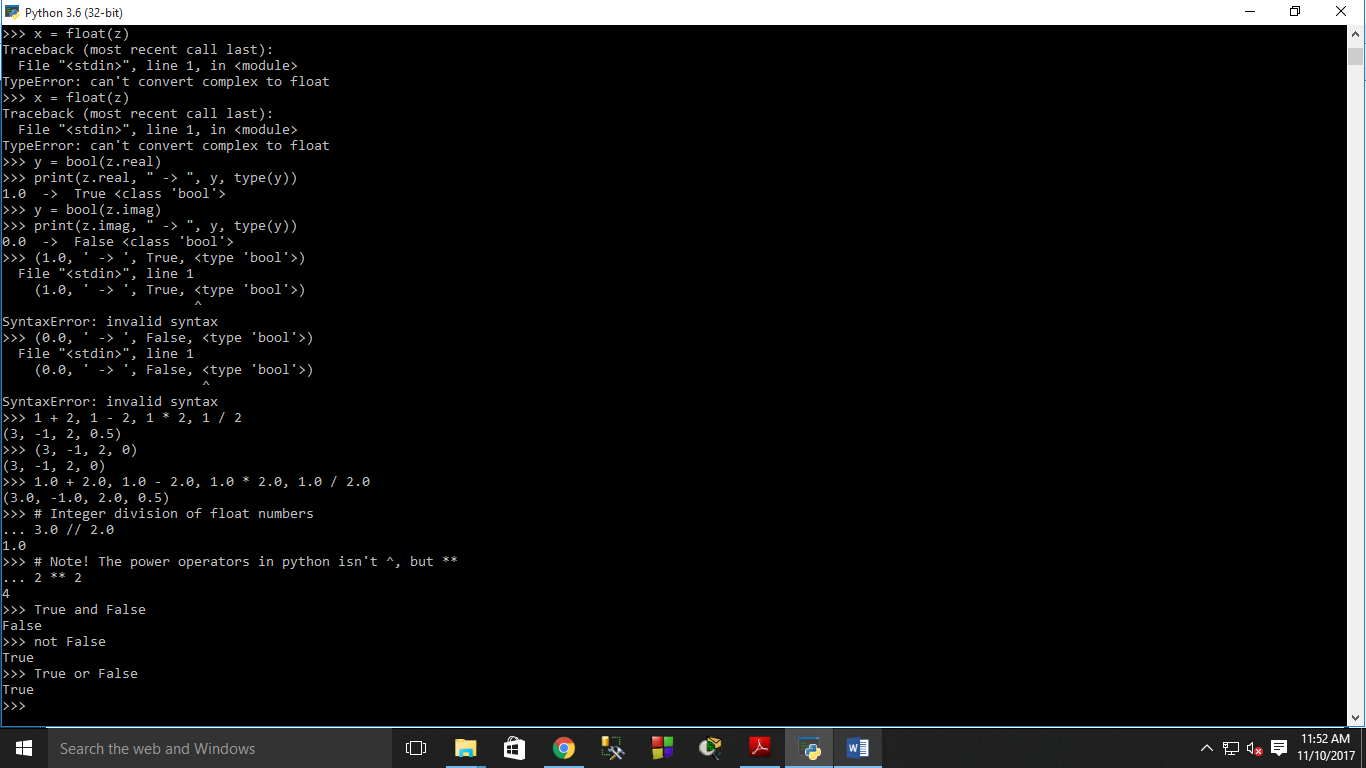 Python 3.6 (32-bit)
>>> x = float(z)
Traceback (most recent call last):
  File "<stdin>", line 1, in <module>
TypeError: can't convert complex to float
>>> x = float(z)
Traceback (most recent call last):
  File "<stdin>", line 1, in <module>
TypeError: can't convert complex to float
>>> y = bool(z.real)
>>> print(z.real, " -> ", y, type(y))
1.0  ->  True <class 'bool'>
>>> y = bool(z.imag)
>>> print(z.imag, " -> ", y, type(y))
0.0  ->  False <class 'bool'>
>>> (1.0, ' -> ', True, <type 'bool'>)
  File "<stdin>", line 1
    (1.0, ' -> ', True, <type 'bool'>)
                        ^
SyntaxError: invalid syntax
>>> (0.0, ' -> ', False, <type 'bool'>)
  File "<stdin>", line 1
    (0.0, ' -> ', False, <type 'bool'>)
                         ^
SyntaxError: invalid syntax
>>> 1 + 2, 1 - 2, 1 * 2, 1 / 2
(3, -1, 2, 0.5)
>>> (3, -1, 2, 0)
(3, -1, 2, 0)
>>> 1.0 + 2.0, 1.0 - 2.0, 1.0 * 2.0, 1.0 / 2.0
(3.0, -1.0, 2.0, 0.5)
>>> # Integer division of float numbers
... 3.0 // 2.0
1.0
>>> # Note! The power operators in python isn't ^, but **
... 2 ** 2
4
>>> True and False
False
>>> not False
True
>>> True or False
True
>>>
Search the web and Windows
11:52 AM
11/10/2017